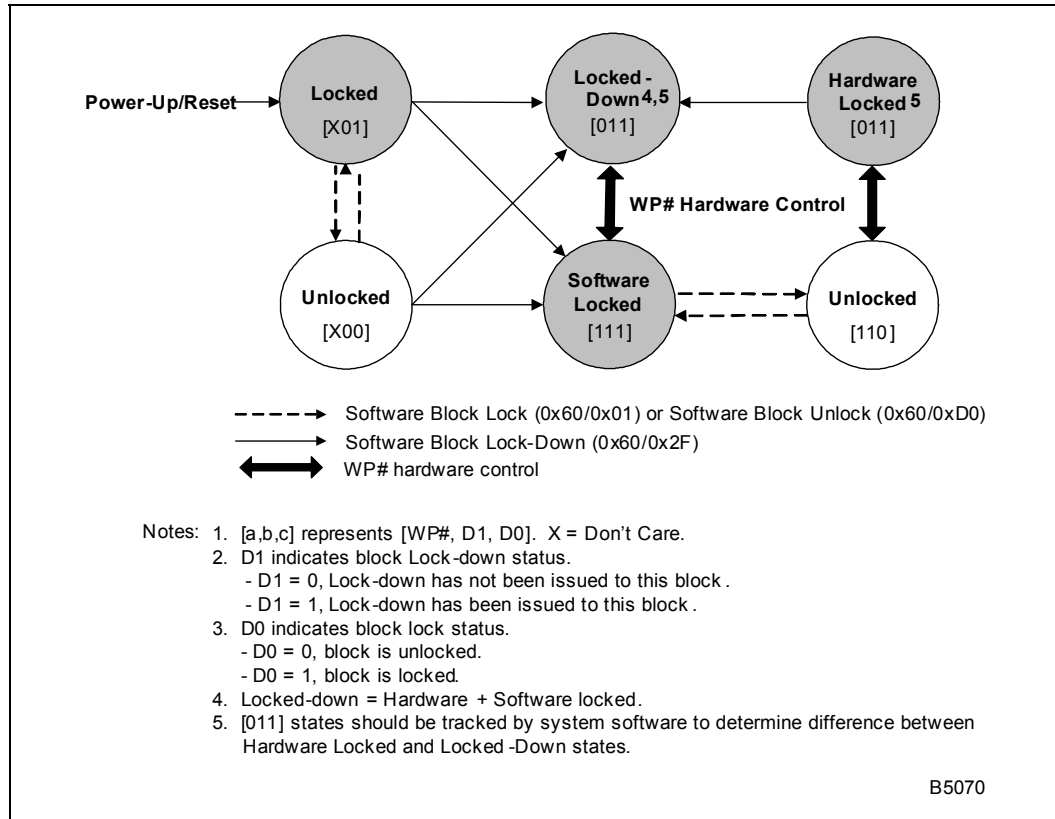 Power-Up/Reset
Locked
[X01]
Locked -
Down 4,5
[011]
Hardware
Locked 5
[011]
WP# Hardware Control
Unlocked
[X00]
Software
Locked
[111]
Unlocked
[110]
Software Block Lock (0x60/0x01) or Software Block Unlock (0x60/0xD0)
Software Block Lock-Down (0x60/0x2F)
WP# hardware control
Notes: 1. [a,b,c] represents [WP#, D1, D0]. X = Don't Care.
2. D1 indicates block Lock-down status.
- D1 = 0, Lock-down has not been issued to this block .
- D1 = 1, Lock-down has been issued to this block .
3. D0 indicates block lock status.
- D0 = 0, block is unlocked.
- D0 = 1, block is locked.
4. Locked-down = Hardware + Software locked.
5. [011] states should be tracked by system software to determine difference between
Hardware Locked and Locked -Down states.
B5070